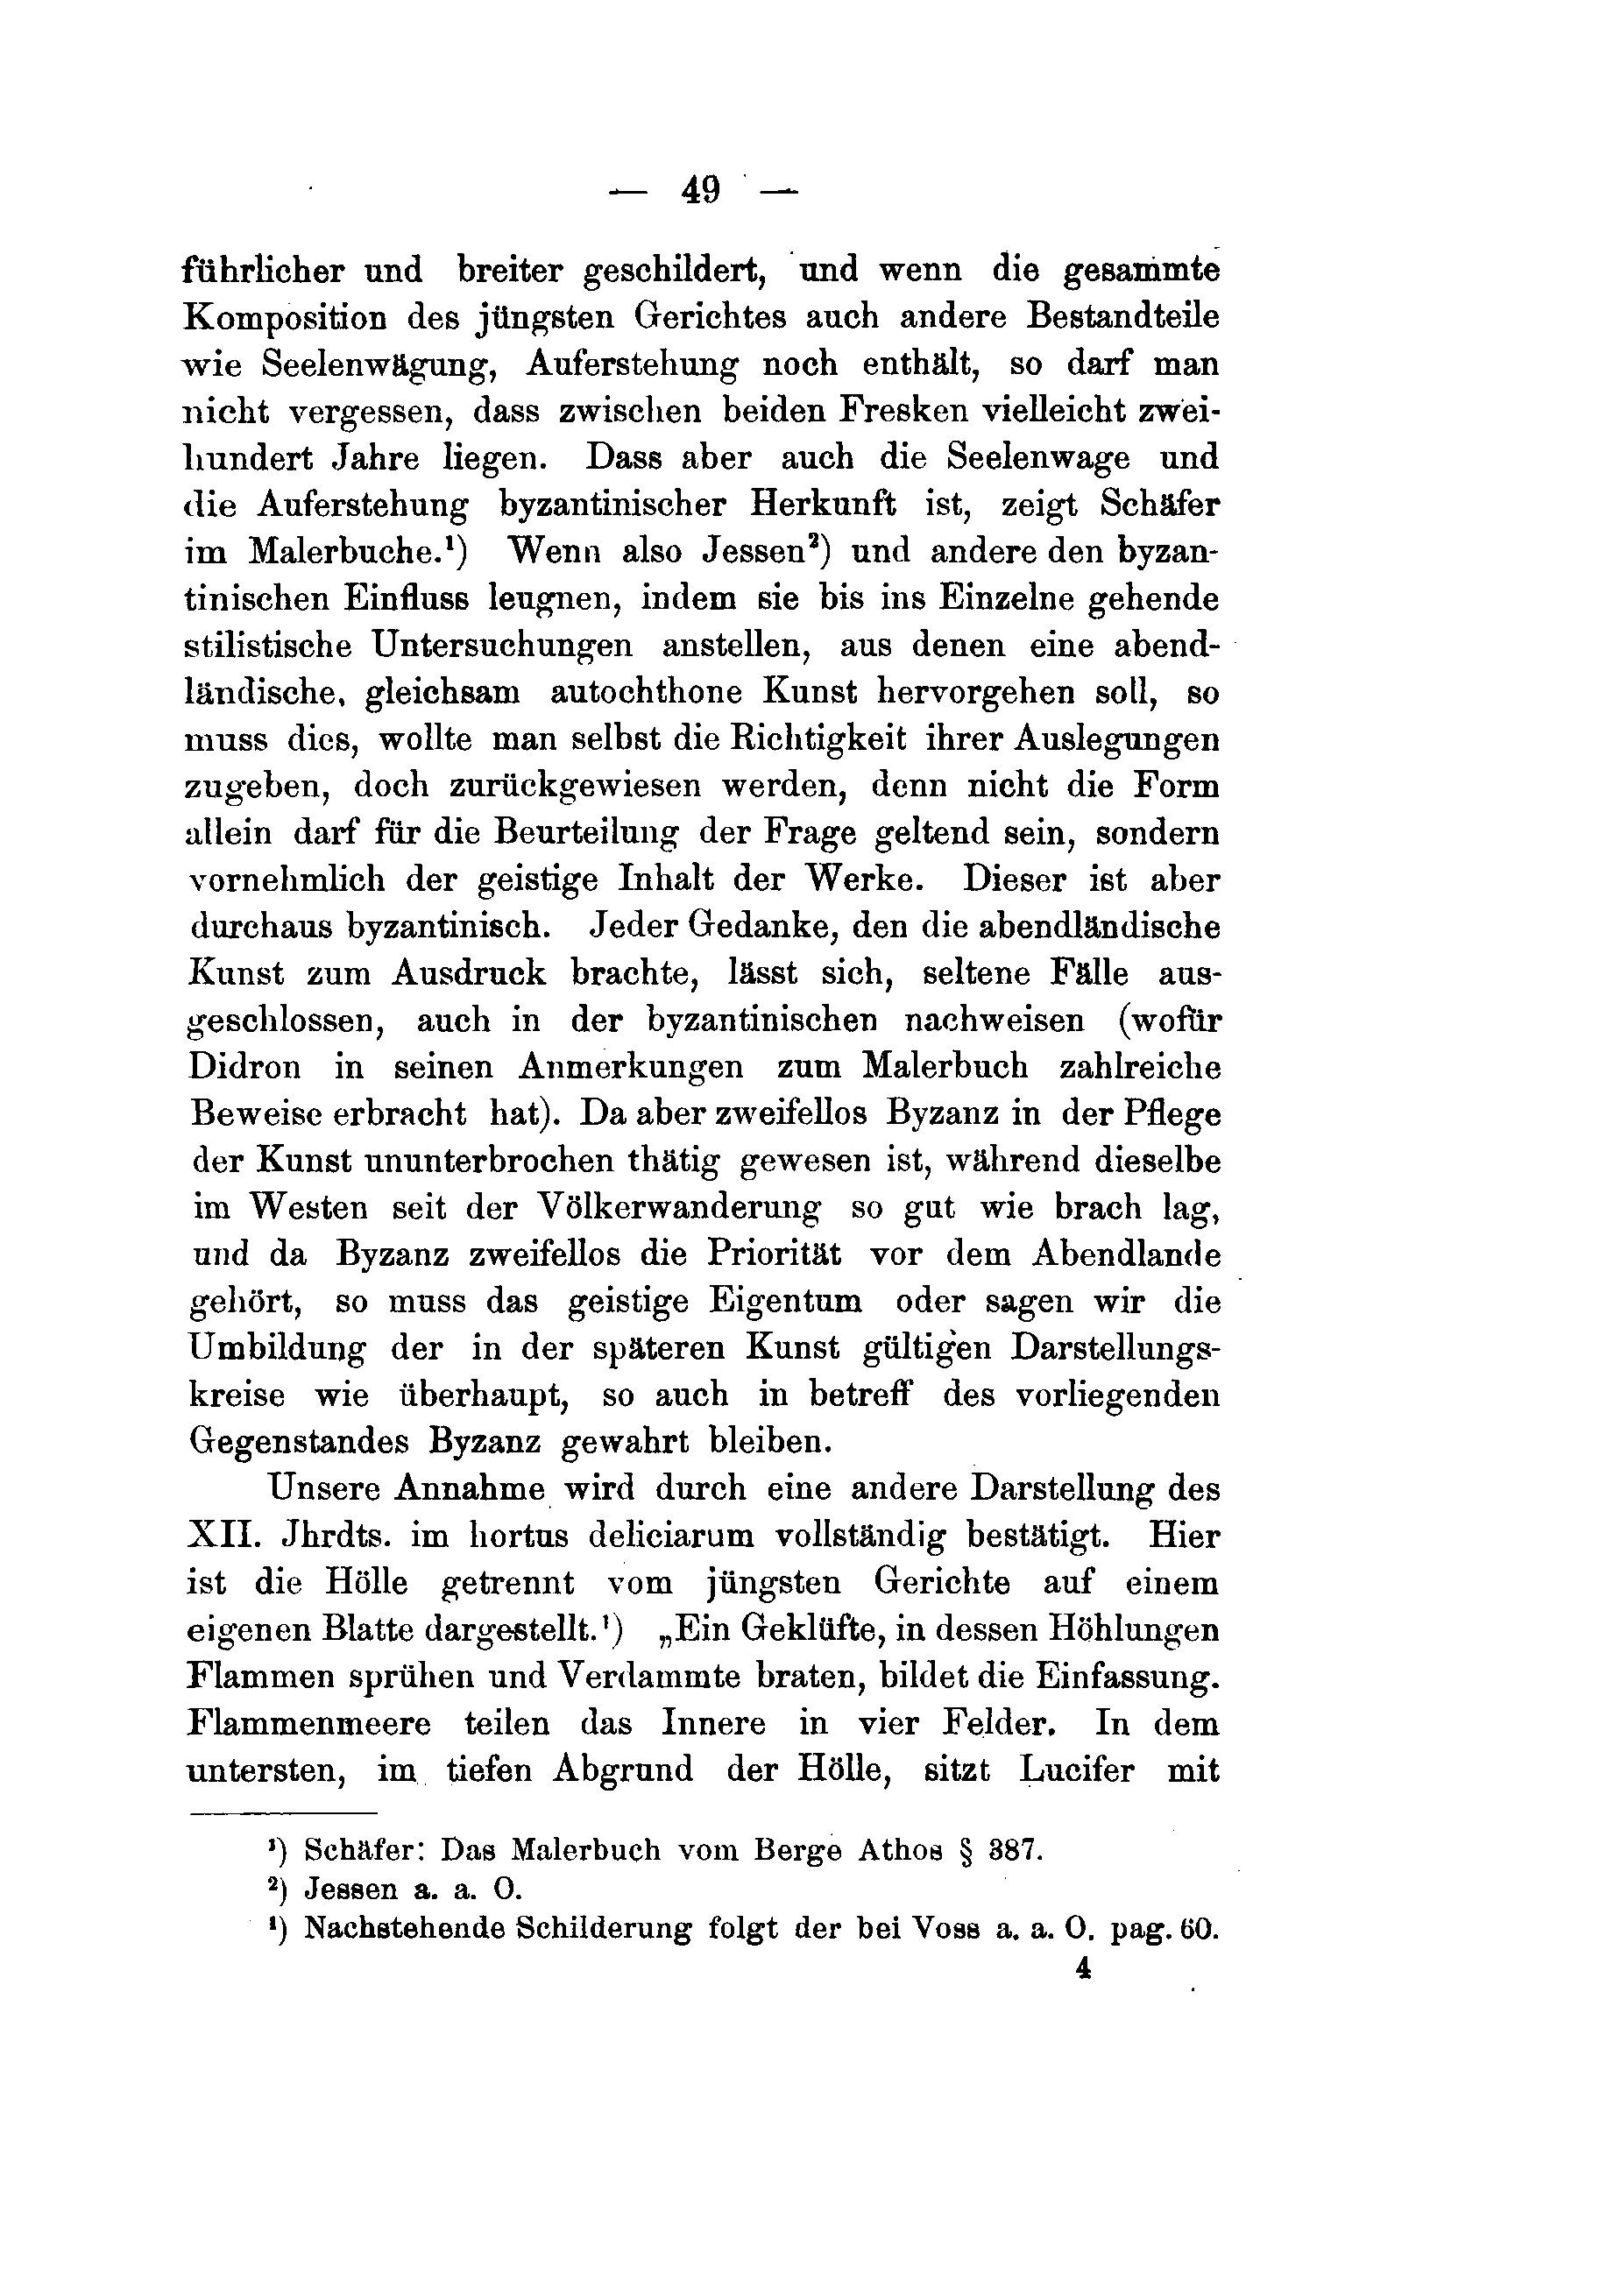 — 49 —
führlicher und breiter geschildert, und wenn die gesammte
Komposition des jüngsten Gerichtes auch andere Bestandteile
wie Seelenwägung, Auferstehung noch enthält, so darf man
nicht vergessen, dass zwischen beiden Fresken vielleicht zwei-
hundert Jahre liegen. Dass aber auch die Seelenwage und
die Auferstehung byzantinischer Herkunft ist, zeigt Schäfer
im Malerbuche.¹) Wenn also Jessen²) und andere den byzan-
tinischen Einfluss leugnen, indem sie bis ins Einzelne gehende
stilistische Untersuchungen anstellen, aus denen eine abend-
ländische, gleichsam autochthone Kunst hervorgehen soll, so
muss dies, wollte man selbst die Richtigkeit ihrer Auslegungen
zugeben, doch zurückgewiesen werden, denn nicht die Form
allein darf für die Beurteilung der Frage geltend sein, sondern
vornehmlich der geistige Inhalt der Werke. Dieser ist aber
durchaus byzantinisch. Jeder Gedanke, den die abendländische
Kunst zum Ausdruck brachte, lässt sich, seltene Fälle aus-
geschlossen, auch in der byzantinischen nachweisen (wofür
Didron in seinen Anmerkungen zum Malerbuch zahlreiche
Beweise erbracht hat). Da aber zweifellos Byzanz in der Pflege
der Kunst ununterbrochen thätig gewesen ist, während dieselbe
im Westen seit der Völkerwanderung so gut wie brach lag,
und da Byzanz zweifellos die Priorität vor dem Abendlande
gehört, so muss das geistige Eigentum oder sagen wir die
Umbildung der in der späteren Kunst gültigen Darstellungs-
kreise wie überhaupt, so auch in betreff des vorliegenden
Gegenstandes Byzanz gewahrt bleiben.
Unsere Annahme wird durch eine andere Darstellung des
XII. Jhrdts. im hortus deliciarum vollständig bestätigt. Hier
ist die Hölle getrennt vom jüngsten Gerichte auf einem
eigenen Blatte dargestellt.¹) „Ein Geklüfte, in dessen Höhlungen
Flammen sprühen und Verdammte braten, bildet die Einfassung.
Flammenmeere teilen das Innere in vier Felder. In dem
untersten, im tiefen Abgrund der Hölle, sitzt Lucifer mit
¹) Schäfer: Das Malerbuch vom Berge Athos § 387.
²) Jessen a. a. O.
¹) Nachstehende Schilderung folgt der bei Voss a. a. O. pag. 60.
4